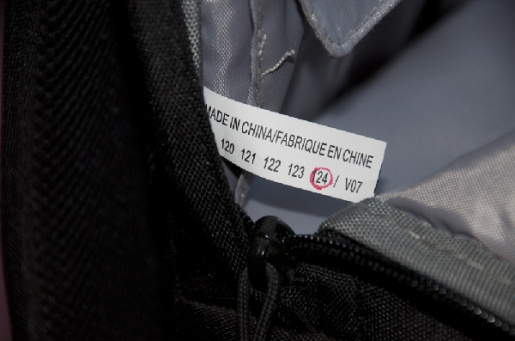 MADE IN CHINA/FABRIQUE EN CHINE
120 121 122 123 124 / V07